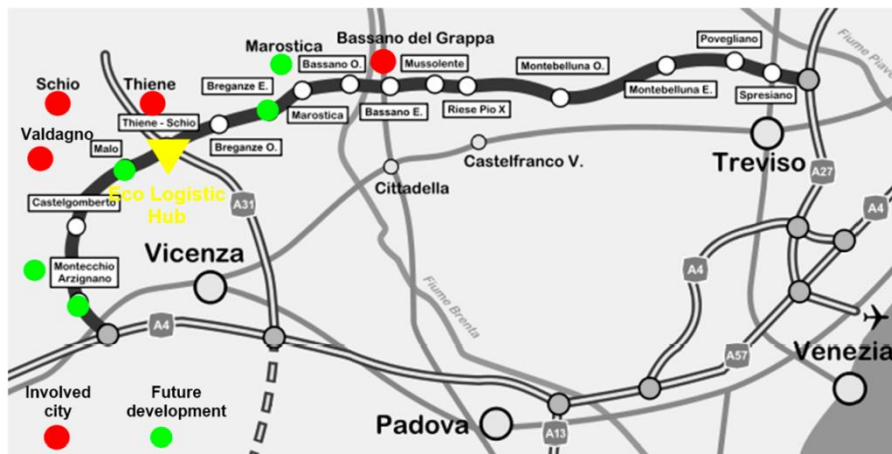 Marostica
Bassano del Grappa
Povegliano
Schio
Thiene
Breganze E.
Bassano O.
Mussolente
Montebelluna O.
Fiume Piave
Valdagno
Thiene - Schio
Marostica
Bassano E.
Riese Pio X
Montebelluna E.
Spresiano
Malo
Breganze O.
Castelfranco V.
Treviso
A27
Cittadella
Castelgomberto
Eco Logistic
Hub
A31
A4
Montecchio
Arzignano
Vicenza
A4
Fiume Brenta
A4
A57
Venezia
Involved
city
Future
development
Padova
A13